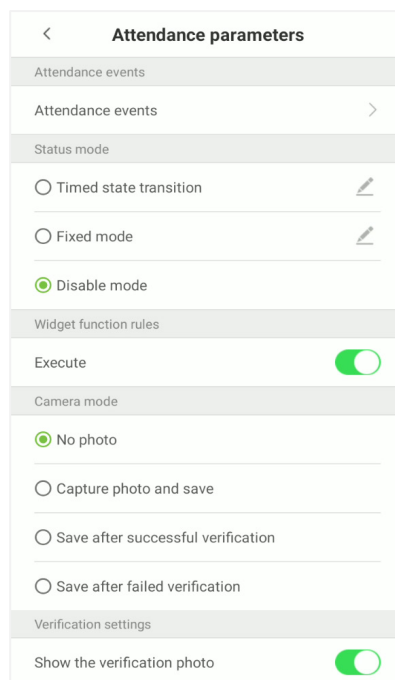 Attendance parameters
Attendance events
Attendance events
Status mode
Timed state transition
Fixed mode
Disable mode
Widget function rules
Execute
Camera mode
No photo
Capture photo and save
Save after successful verification
Save after failed verification
Verification settings
Show the verification photo